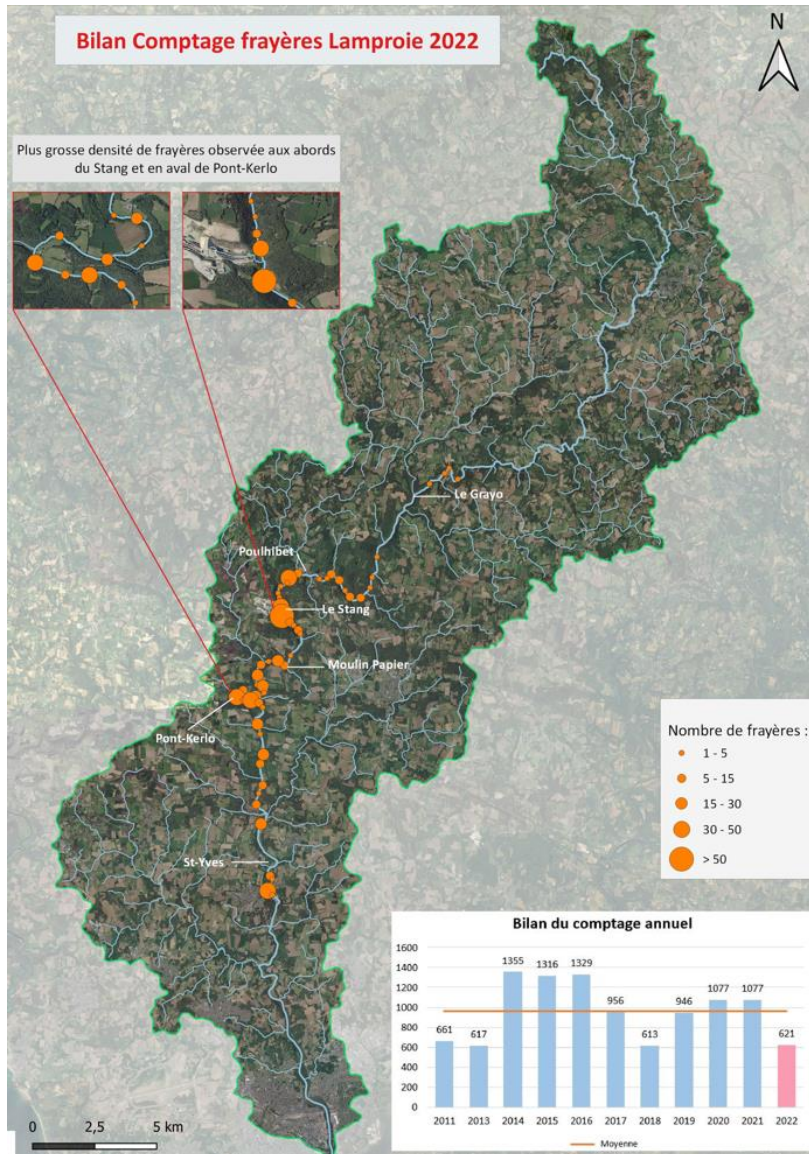 Bilan Comptage frayères Lamproie 2022
N
Plus grosse densité de frayères observée aux abords
du Stang et en aval de Pont-Kerlo
Le Grayo
Poulhibet
Le Stang
Moulin Papier
Pont-Kerlo
St-Yves
Nombre de frayères :
1 - 5
5 - 15
15 - 30
30 - 50
> 50
Bilan du comptage annuel
1600
1400
1200
1000
800
600
400
200
0
661
617
1355
1316
1329
956
613
946
1077
1077
621
2011 2013 2014 2015 2016 2017 2018 2019 2020 2021 2022
Moyenne
0 2,5 5 km